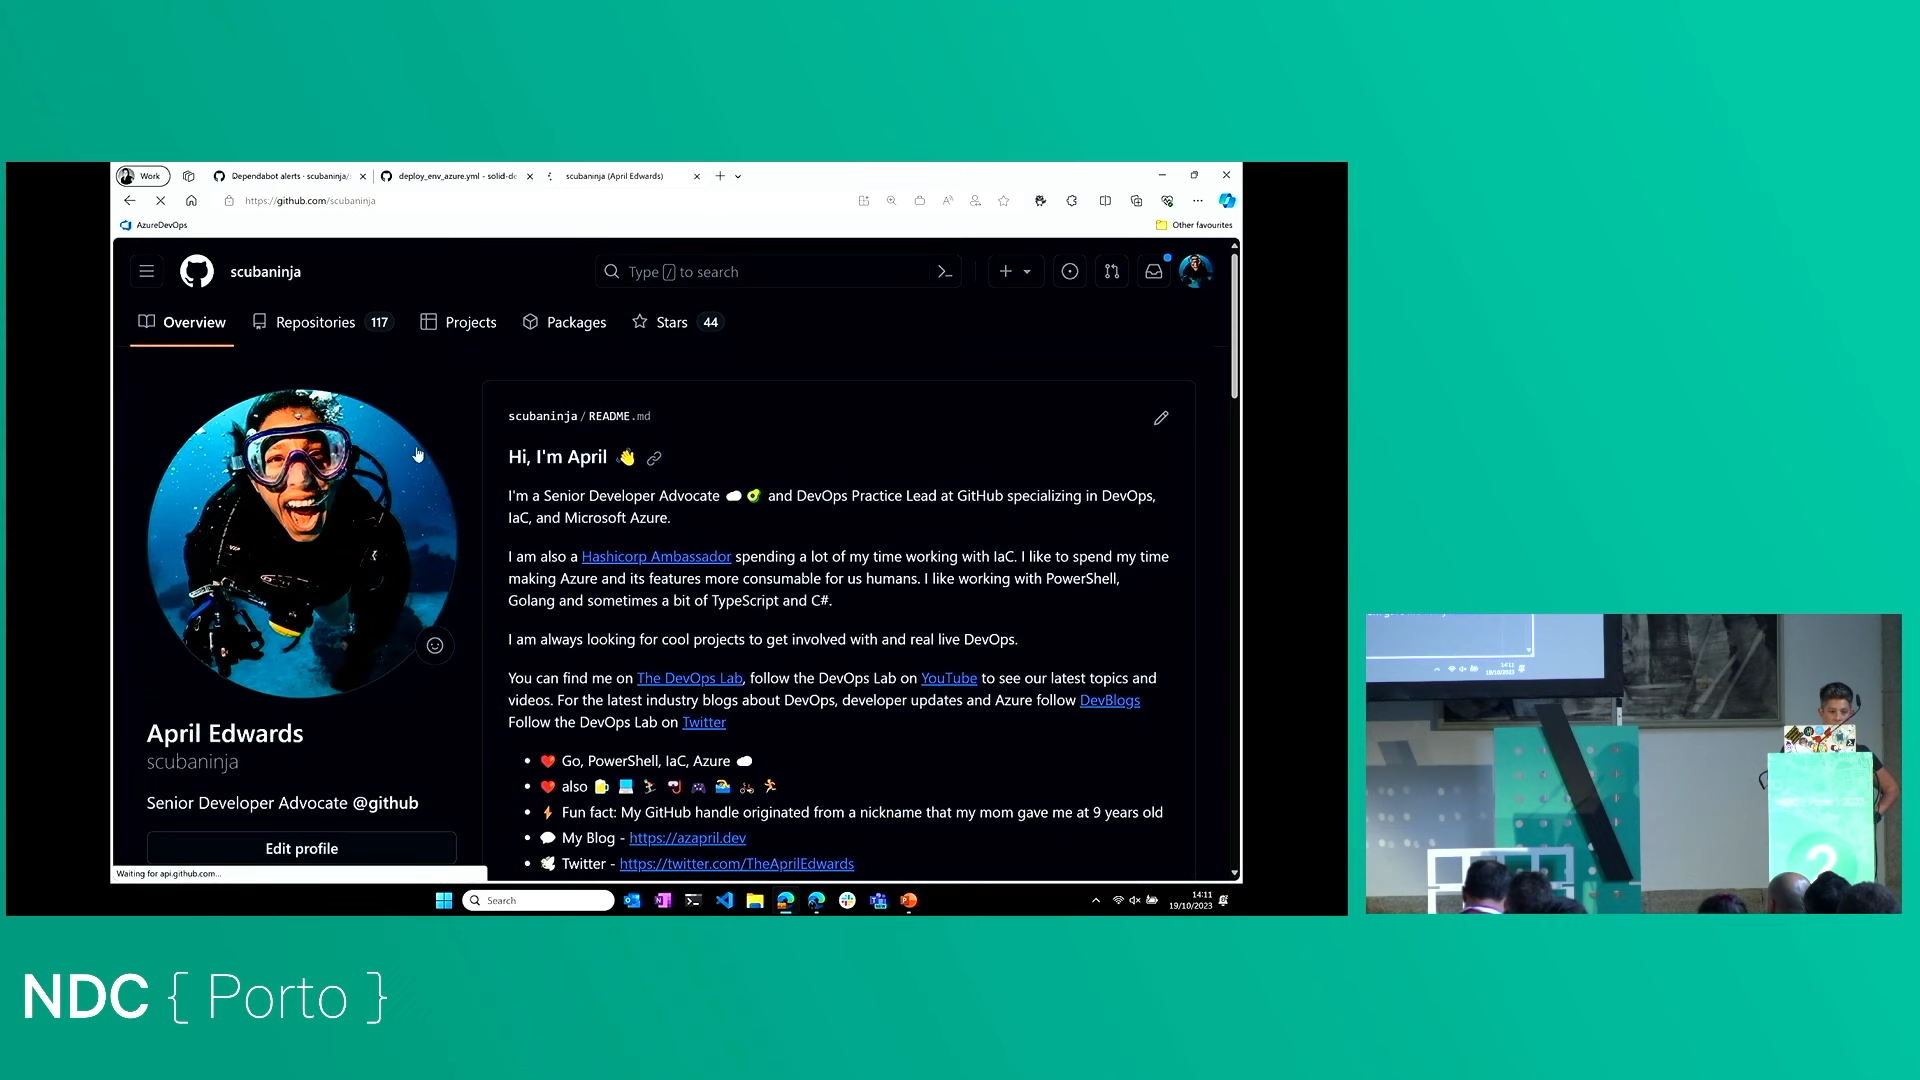 Work
Dependabot alerts · scubaninja/
deploy_env_azure.yml - solid-de
scubaninja (April Edwards)
https://github.com/scubaninja
AzureDevOps
Other favourites
scubaninja
Type / to search
Overview
Repositories 117
Projects
Packages
Stars 44
scubaninja/README.md
Hi, I'm April
I'm a Senior Developer Advocate and DevOps Practice Lead at GitHub specializing in DevOps,
IaC, and Microsoft Azure.
I am also a Hashicorp Ambassador spending a lot of my time working with IaC. I like to spend my time
making Azure and its features more consumable for us humans. I like working with PowerShell,
Golang and sometimes a bit of TypeScript and C#.
I am always looking for cool projects to get involved with and real live DevOps.
You can find me on The DevOps Lab, follow the DevOps Lab on YouTube to see our latest topics and
videos. For the latest industry blogs about DevOps, developer updates and Azure follow DevBlogs
Follow the DevOps Lab on Twitter
Go, PowerShell, IaC, Azure
also
Fun fact: My GitHub handle originated from a nickname that my mom gave me at 9 years old
My Blog - https://azapril.dev
Twitter - https://twitter.com/TheAprilEdwards
April Edwards
scubaninja
Senior Developer Advocate @github
Edit profile
Waiting for api.github.com...
Search
14:11
19/10/2023
14:11
19/10/2023
NDC { Porto }